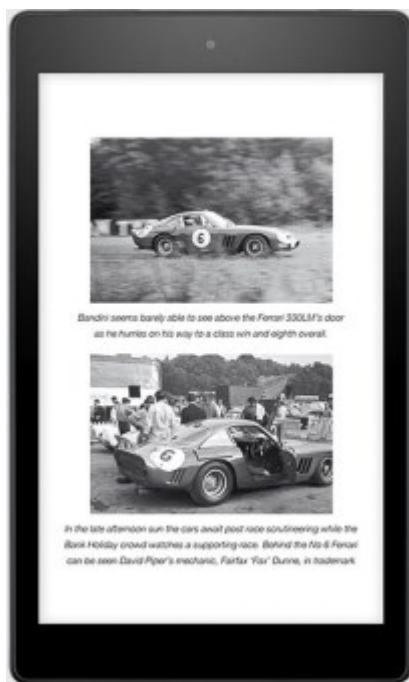 6
Bandini seems barely able to see above the Ferrari 330LM's door
as he hurries on his way to a class win and eighth overall.
6
In the late afternoon sun the cars await post race scrutineering while the
Bank Holiday crowd watches a supporting race. Behind the No 6 Ferrari
can be seen David Piper's mechanic, Fairfax 'Fax' Dunne, in trademark